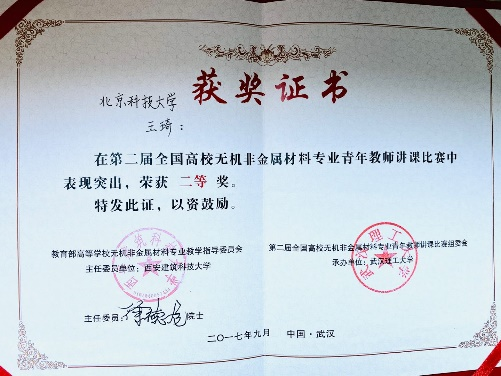 获奖证书
北京科技大学
王琦：
在第二届全国高校无机非金属材料专业青年教师讲课比赛中
表现突出，荣获 二等 奖。
特发此证，以资鼓励。
教育部高等学校无机非金属材料专业教学指导委员会
主任委员单位：西安建筑科技大学
第二届全国高校无机非金属材料专业青年教师讲课比赛组委会
承办单位：武汉理工大学
主任委员：徐德龙院士
二〇一七年九月 中国·武汉